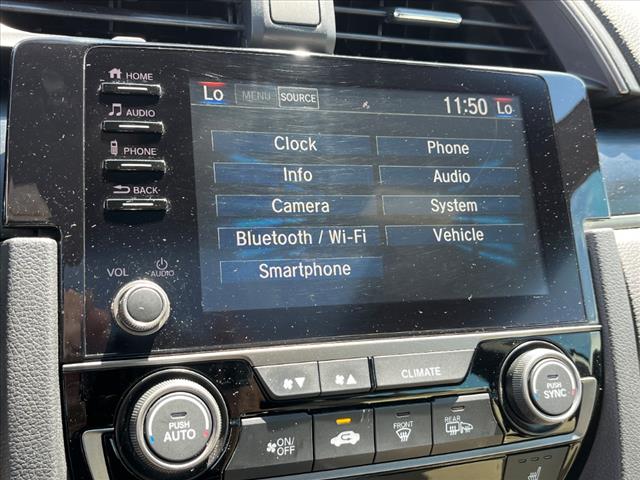 HOME
AUDIO
PHONE
BACK
VOL
AUDIO
Lo MENU SOURCE 11:50 Lo
Clock Phone
Info Audio
Camera System
Bluetooth / Wi-Fi Vehicle
Smartphone
CLIMATE
PUSH
AUTO
ON/
OFF
FRONT
REAR
PUSH
SYNC